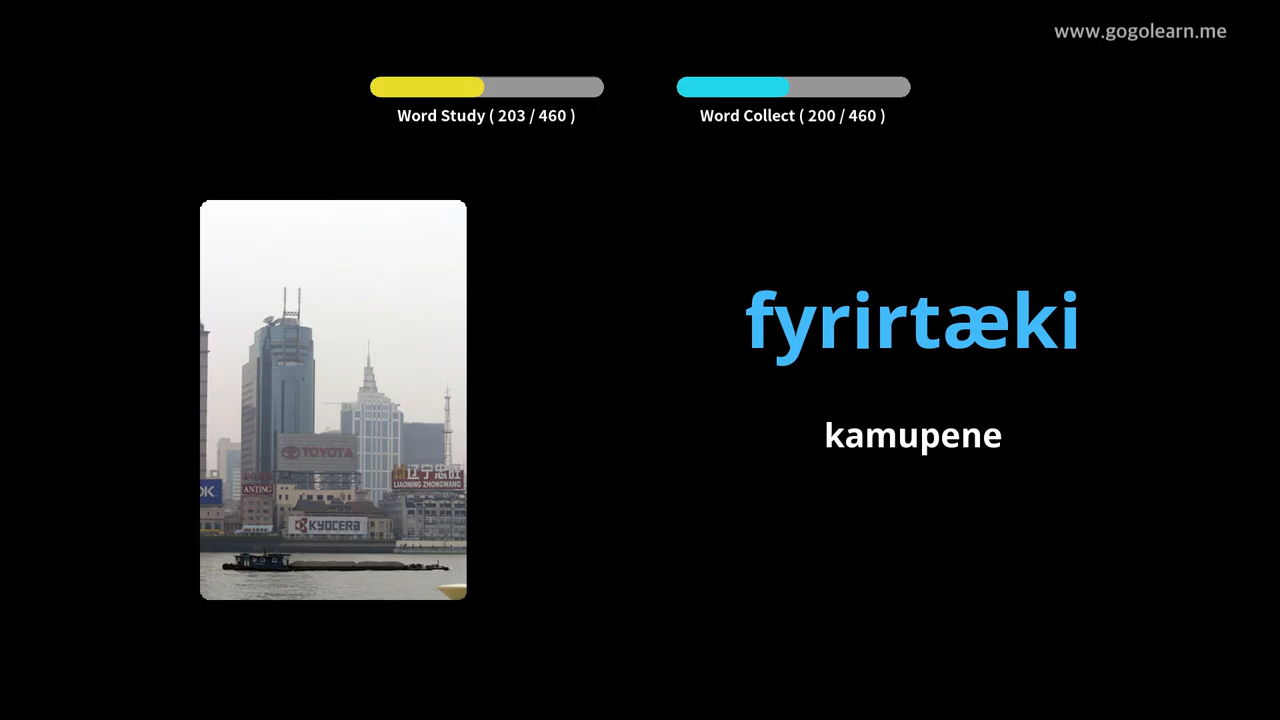 www.gogolearn.me
Word Study ( 203 / 460 )
Word Collect ( 200 / 460 )
fyrirtæki
kamupene
TOYOTA
辽宁忠旺
LIAONING ZHONGWANG
OK
ANTING
KYOCERA